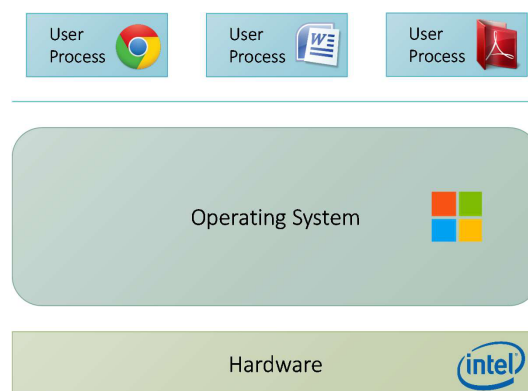 User
Process
User
Process
W
User
Process
Operating System
Hardware
intel